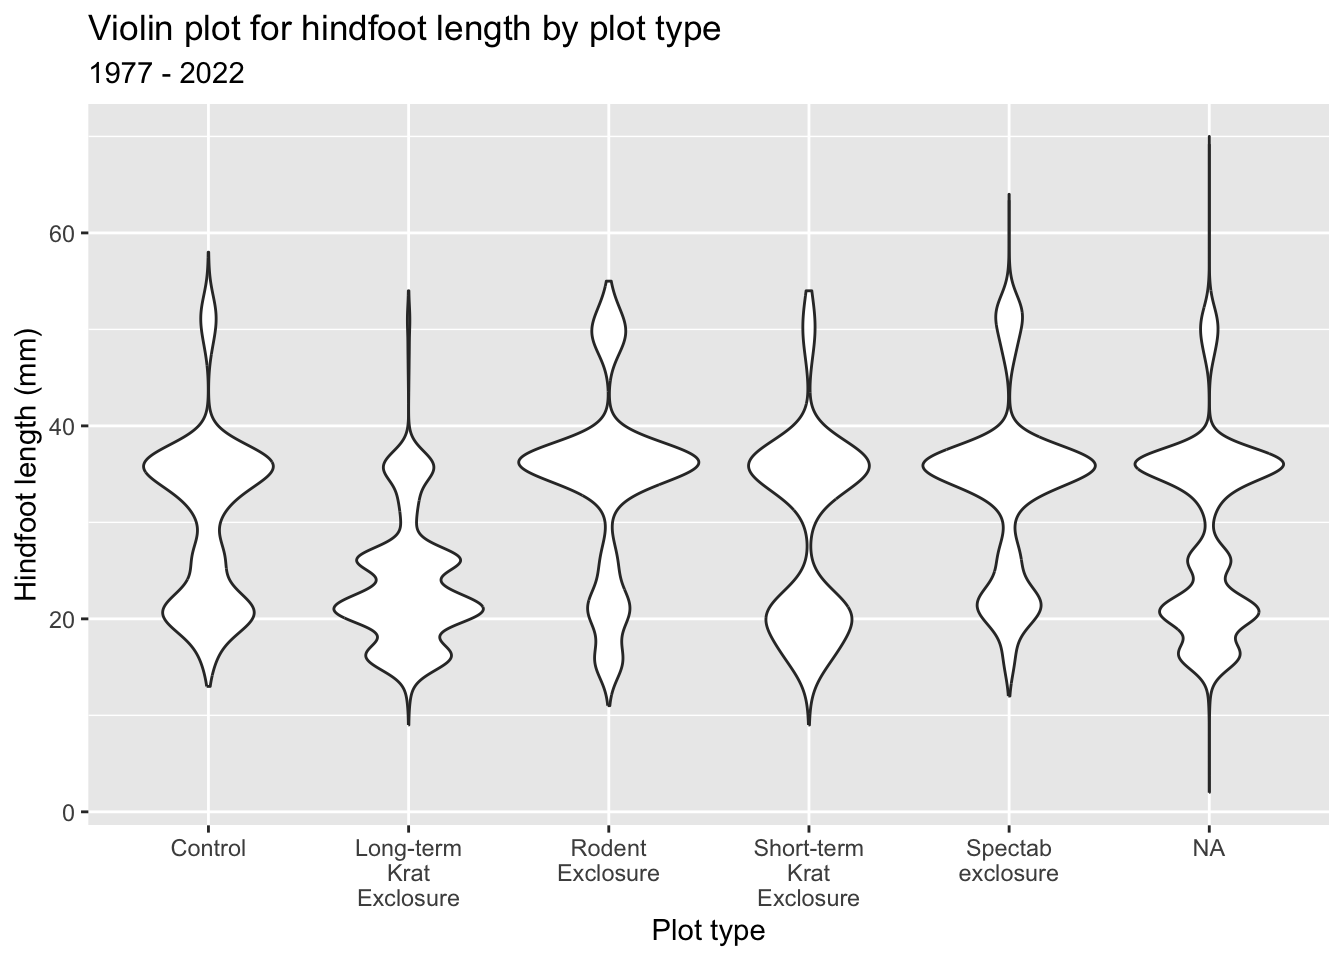 Violin plot for hindfoot length by plot type
1977 - 2022
Hindfoot length (mm)
60
40
20
0
Control
Long-term
Krat
Exclosure
Rodent
Exclosure
Short-term
Krat
Exclosure
Spectab
exclosure
NA
Plot type